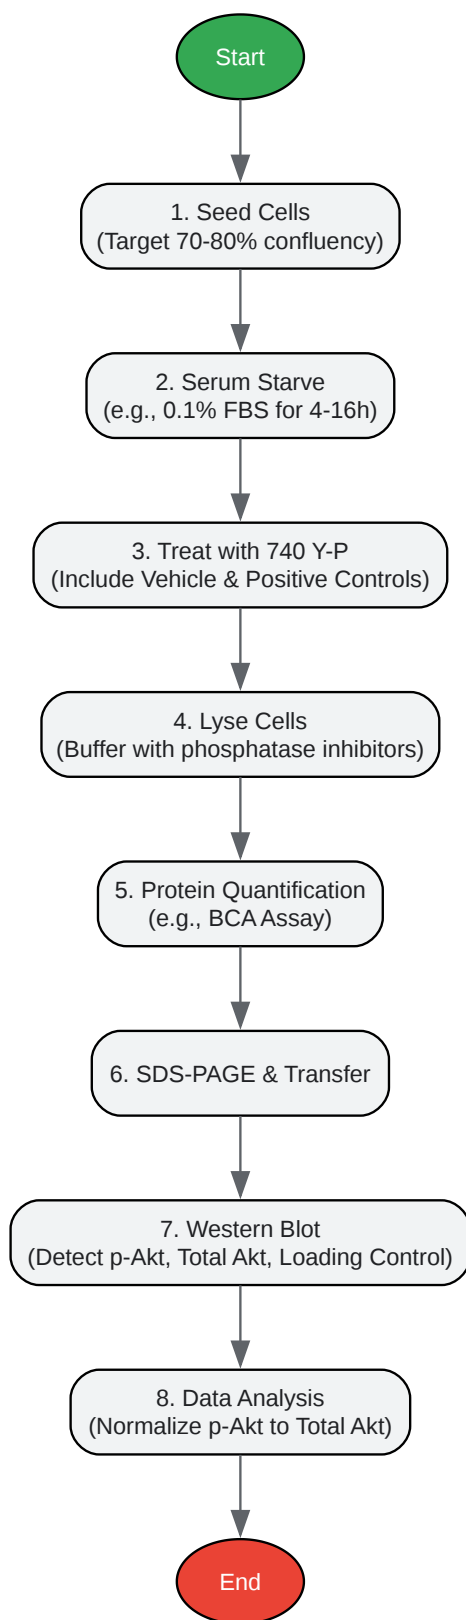 Start
1. Seed Cells
(Target 70-80% confluency)
2. Serum Starve
(e.g., 0.1% FBS for 4-16h)
3. Treat with 740 Y-P
(Include Vehicle & Positive Controls)
4. Lyse Cells
(Buffer with phosphatase inhibitors)
5. Protein Quantification
(e.g., BCA Assay)
6. SDS-PAGE & Transfer
7. Western Blot
(Detect p-Akt, Total Akt, Loading Control)
8. Data Analysis
(Normalize p-Akt to Total Akt)
End